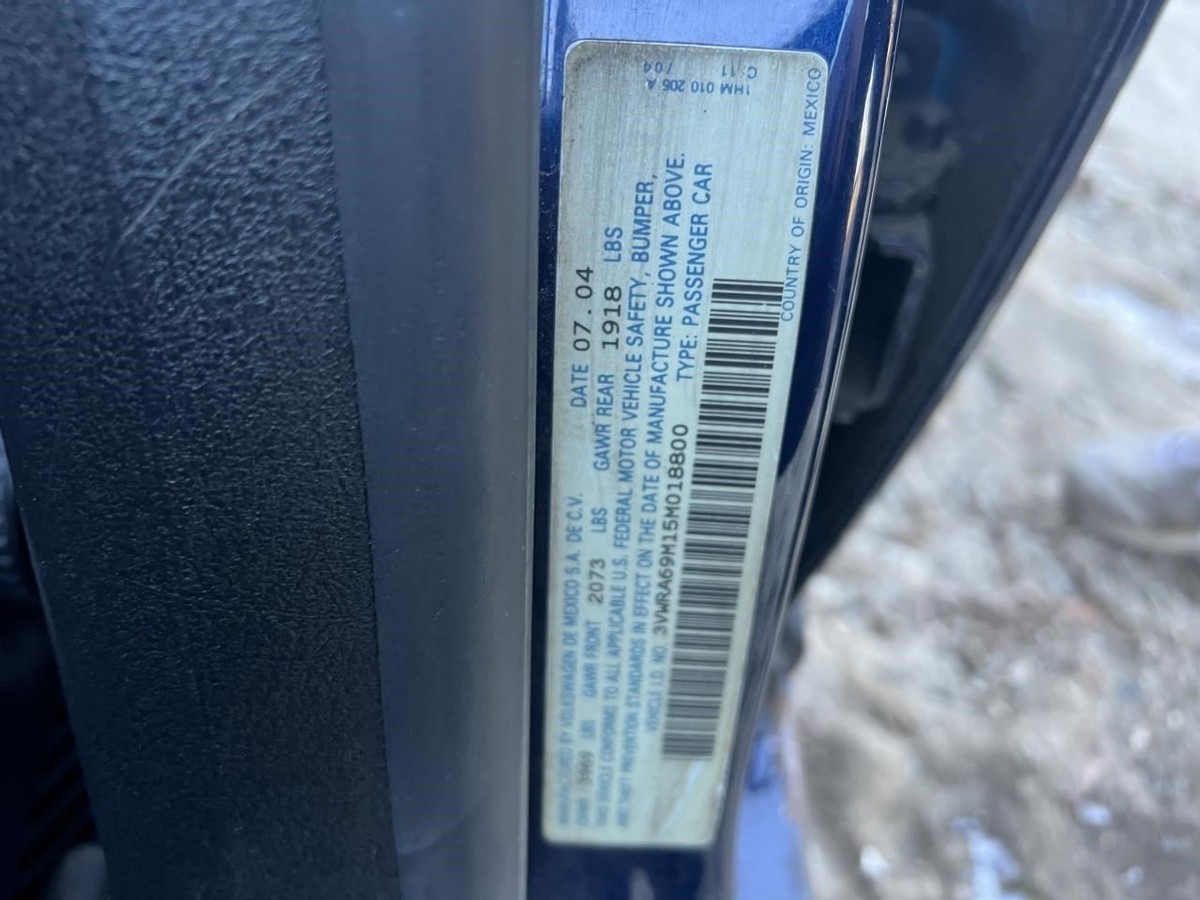 MANUFACTURED BY VOLKSWAGEN DE MEXICO S.A. DE C.V. DATE 07.04
GVWR 3969 LBS GAWR FRONT 2073 LBS GAWR REAR 1918 LBS
THIS VEHICLE CONFORMS TO ALL APPLICABLE U.S. FEDERAL MOTOR VEHICLE SAFETY, BUMPER,
AND THEFT PREVENTION STANDARDS IN EFFECT ON THE DATE OF MANUFACTURE SHOWN ABOVE.
VEHICLE I.D. NO. 3VWRA69M15M018800 TYPE: PASSENGER CAR
COUNTRY OF ORIGIN: MEXICO
1HM 010 205 A
C 11
/ 04